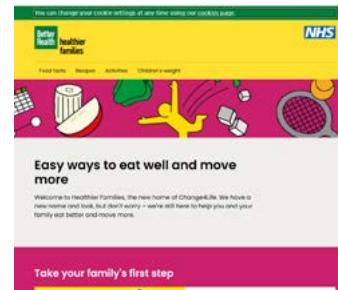 You can change your cookie settings at any time using our cookies page.
Better Health
healthier families
NHS
Food facts Recipes Activities Children's weight
Easy ways to eat well and move
more
Welcome to Healthier Families, the new home of Change4Life. We have a
new name and look, but don't worry – we're still here to help you and your
family eat better and move more.
Take your family's first step